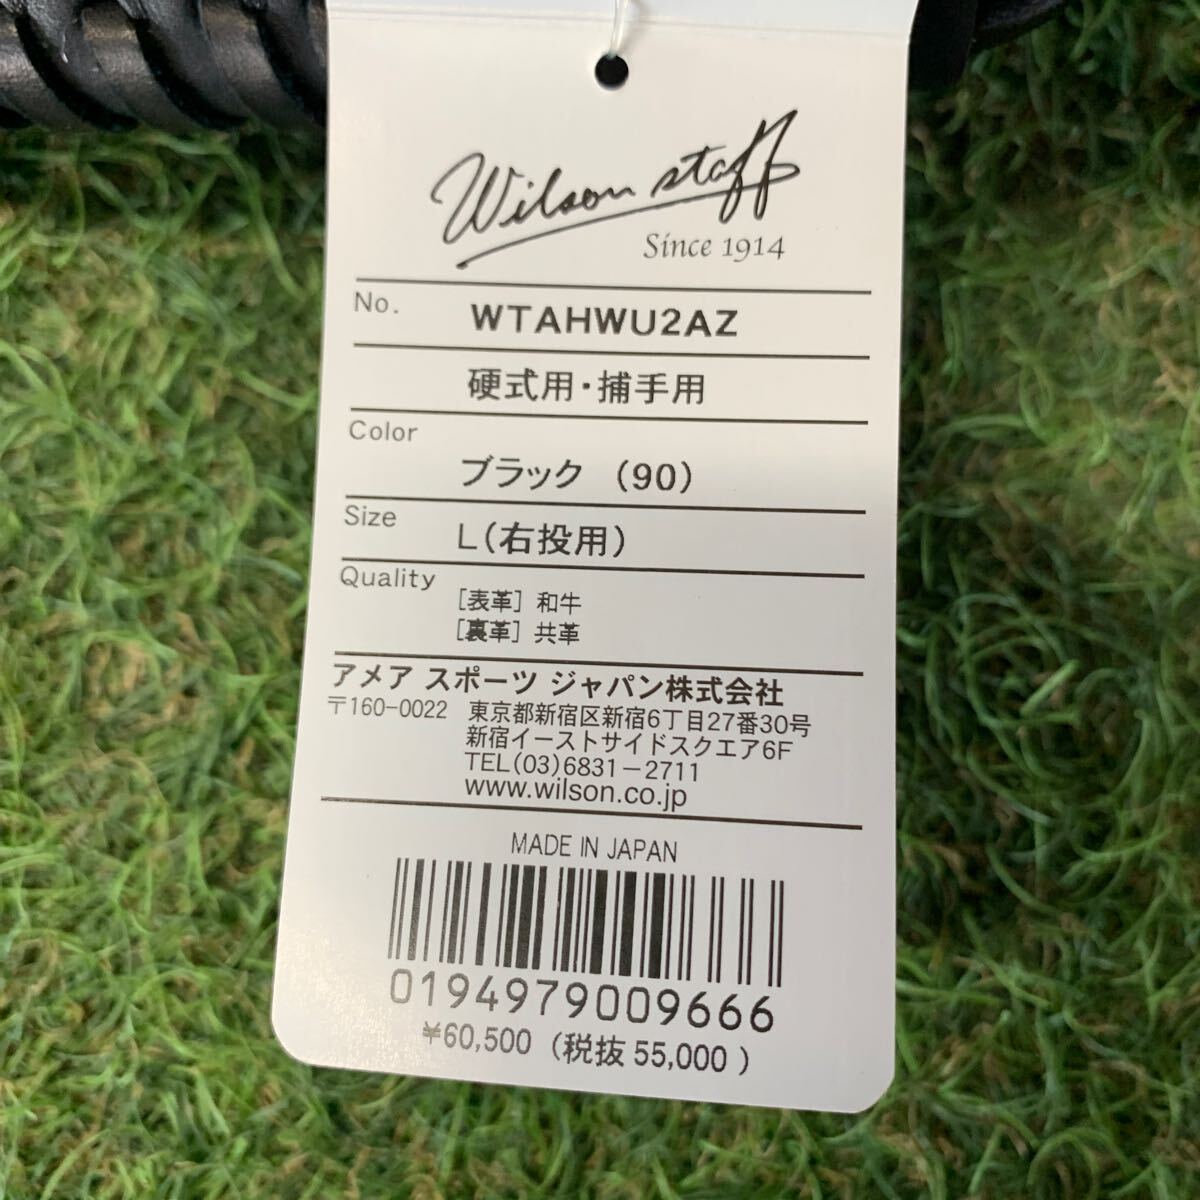 Wilson staff
Since 1914
No. WTAHWU2AZ
硬式用・捕手用
Color
ブラック (90)
Size L(右投用)
Quality
[表革] 和牛
[裏革] 共革
アメア スポーツ ジャパン株式会社
〒160-0022 東京都新宿区新宿6丁目27番30号
新宿イーストサイドスクエア6F
TEL(03)6831-2711
www.wilson.co.jp
MADE IN JAPAN
0194979009666
¥60,500 (税抜 55,000 )